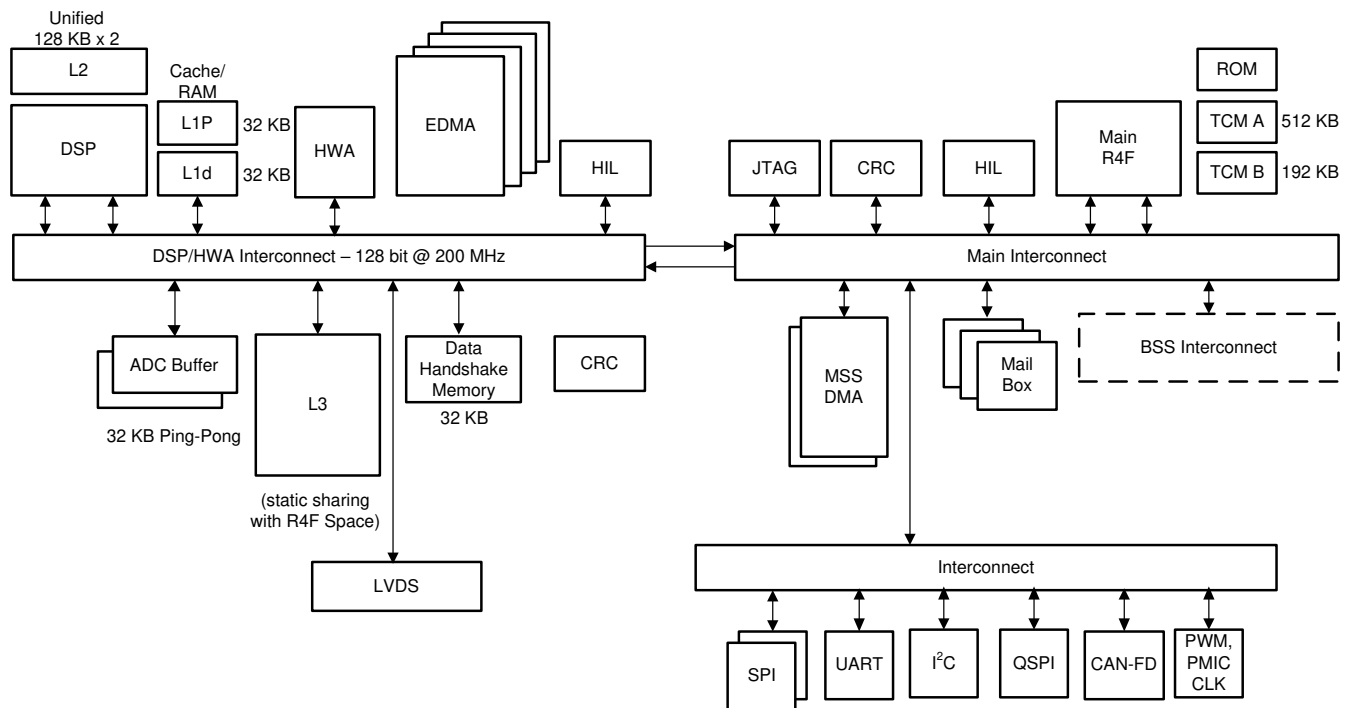 Unified
128 KB x 2
L2
Cache/
RAM
DSP
L1P
32 KB
L1d
32 KB
HWA
EDMA
HIL
JTAG
CRC
HIL
Main
R4F
ROM
TCM A
512 KB
TCM B
192 KB
DSP/HWA Interconnect – 128 bit @ 200 MHz
Main Interconnect
ADC Buffer
32 KB Ping-Pong
L3
(static sharing
with R4F Space)
Data
Handshake
Memory
32 KB
CRC
LVDS
MSS
DMA
Mail
Box
BSS Interconnect
Interconnect
SPI
UART
I²C
QSPI
CAN-FD
PWM,
PMIC
CLK